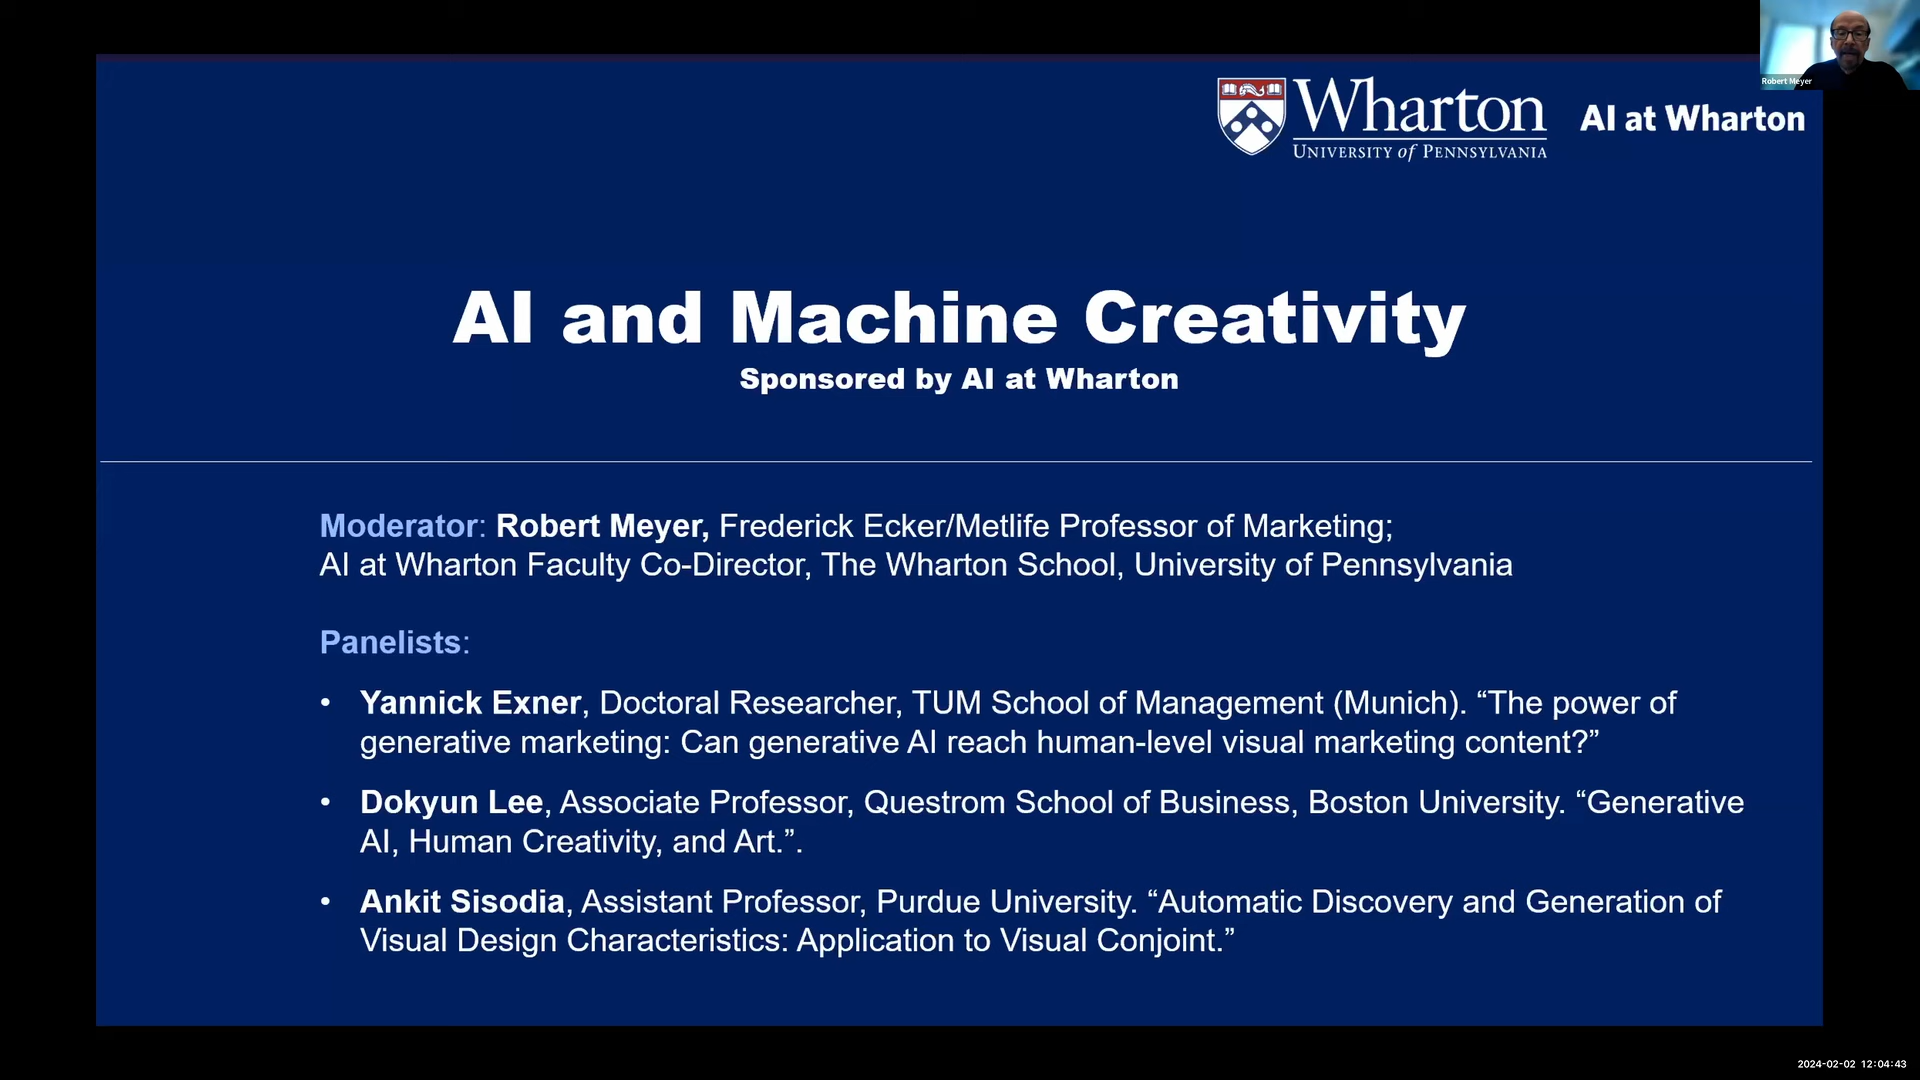 Robert Meyer
Wharton
UNIVERSITY of PENNSYLVANIA
AI at Wharton
AI and Machine Creativity
Sponsored by AI at Wharton
Moderator: Robert Meyer, Frederick Ecker/Metlife Professor of Marketing;
AI at Wharton Faculty Co-Director, The Wharton School, University of Pennsylvania
Panelists:
• Yannick Exner, Doctoral Researcher, TUM School of Management (Munich). “The power of
generative marketing: Can generative AI reach human-level visual marketing content?”
• Dokyun Lee, Associate Professor, Questrom School of Business, Boston University. “Generative
AI, Human Creativity, and Art.”.
• Ankit Sisodia, Assistant Professor, Purdue University. “Automatic Discovery and Generation of
Visual Design Characteristics: Application to Visual Conjoint.”
2024-02-02 12:04:43